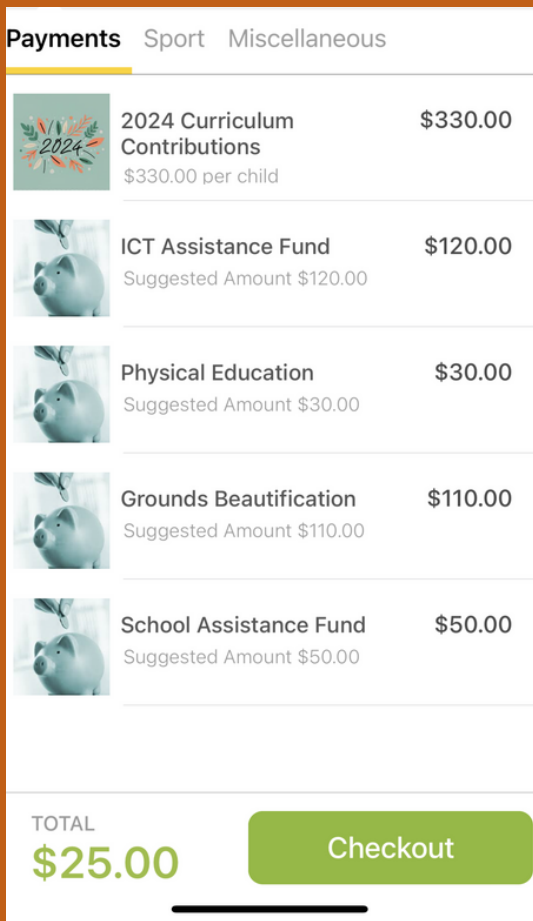 Payments Sport Miscellaneous
2024
2024 Curriculum $330.00
Contributions
$330.00 per child
ICT Assistance Fund $120.00
Suggested Amount $120.00
Physical Education $30.00
Suggested Amount $30.00
Grounds Beautification $110.00
Suggested Amount $110.00
School Assistance Fund $50.00
Suggested Amount $50.00
TOTAL
$25.00 Checkout